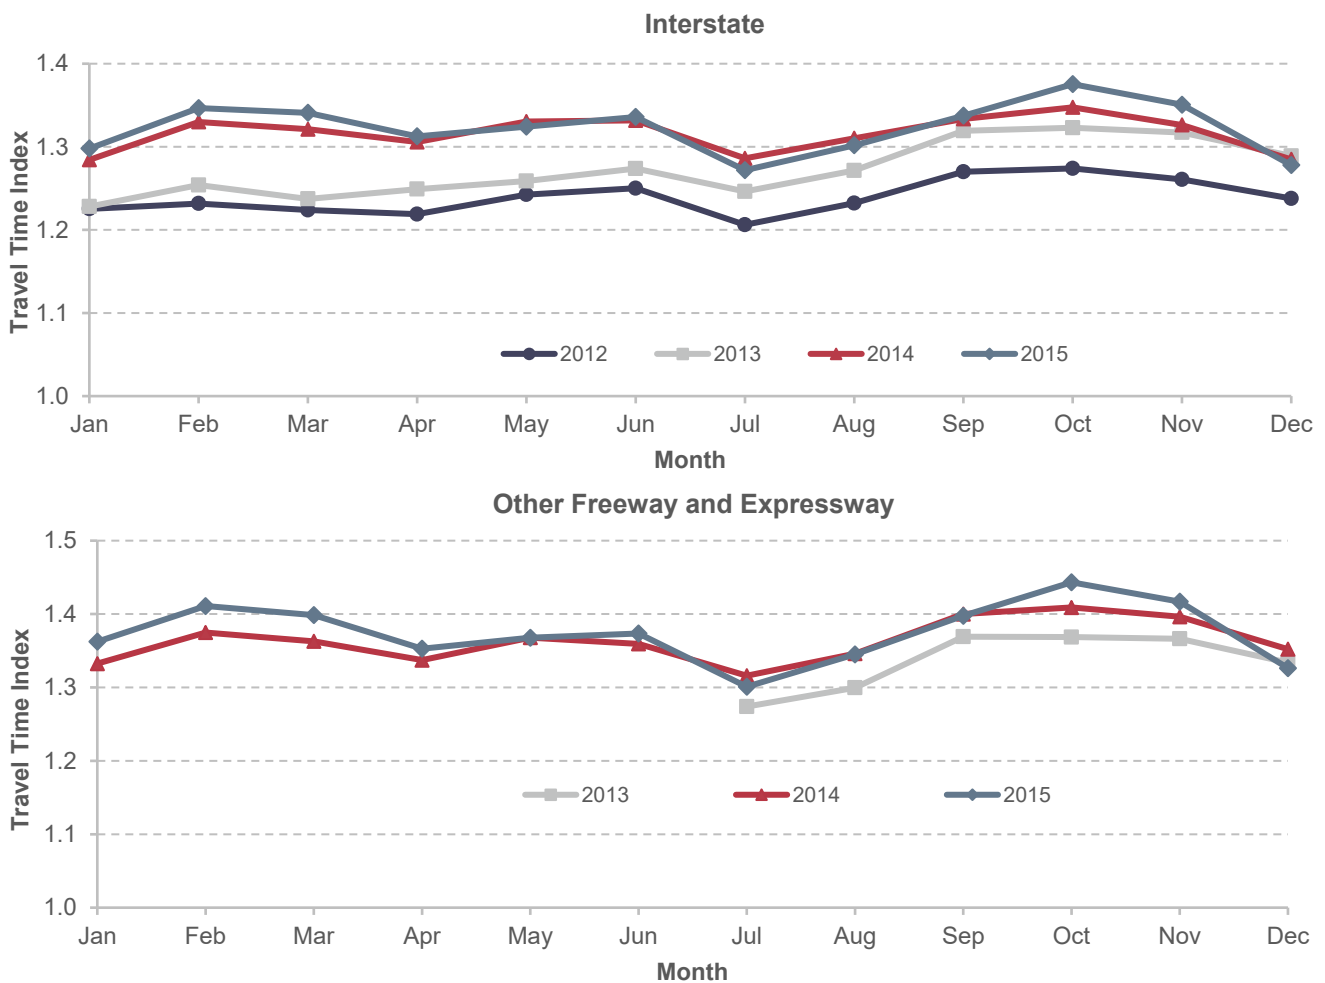 Interstate
1.4
1.3
1.2
1.1
1.0
Travel Time Index
2012 2013 2014 2015
Jan Feb Mar Apr May Jun Jul Aug Sep Oct Nov Dec
Month
Other Freeway and Expressway
1.5
1.4
1.3
1.2
1.1
1.0
Travel Time Index
2013 2014 2015
Jan Feb Mar Apr May Jun Jul Aug Sep Oct Nov Dec
Month